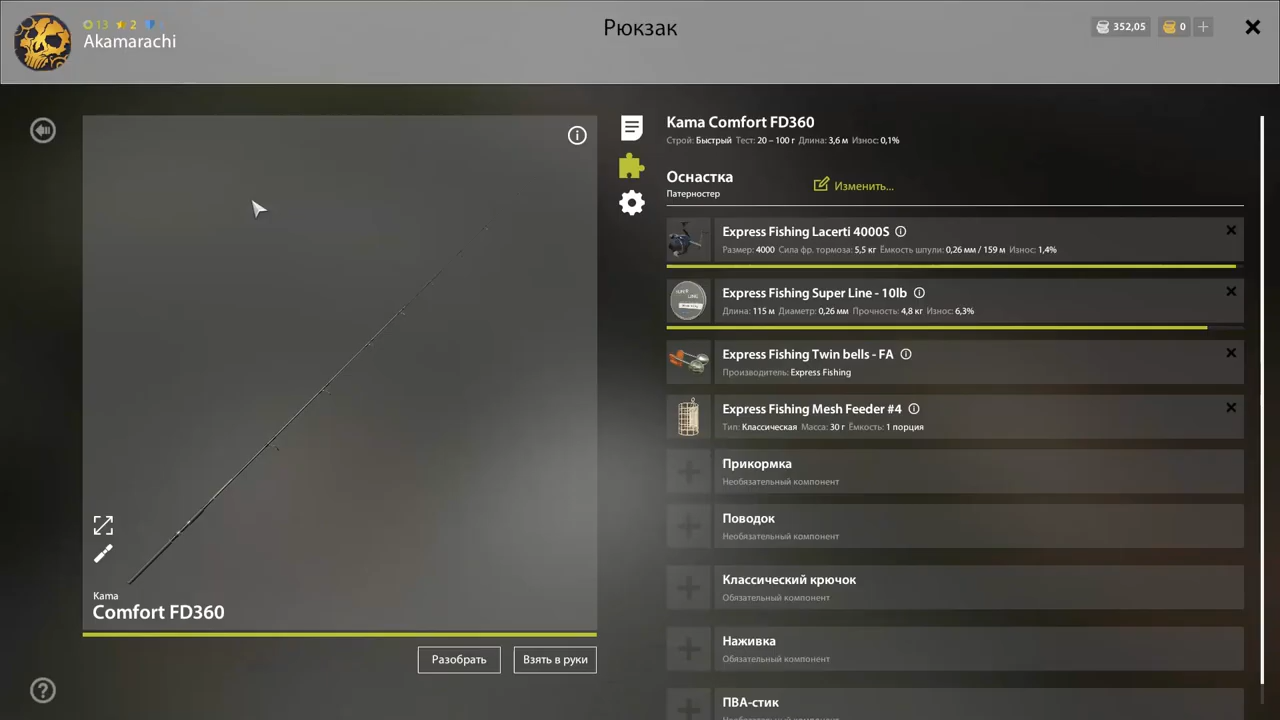 13 2
Akamarachi
Рюкзак
352,05
0
Kama Comfort FD360
Строй: Быстрый Тест: 20 – 100 г Длина: 3,6 м Износ: 0,1%
Оснастка
Патерностер
Изменить...
Express Fishing Lacerti 4000S
Размер: 4000 Сила фр. тормоза: 5,5 кг Ёмкость шпули: 0,26 мм / 159 м Износ: 1,4%
Express Fishing Super Line - 10lb
Длина: 115 м Диаметр: 0,26 мм Прочность: 4,8 кг Износ: 6,3%
Express Fishing Twin bells - FA
Производитель: Express Fishing
Express Fishing Mesh Feeder #4
Тип: Классическая Масса: 30 г Ёмкость: 1 порция
Прикормка
Необязательный компонент
Поводок
Необязательный компонент
Классический крючок
Обязательный компонент
Наживка
Обязательный компонент
ПВА-стик
Kama
Comfort FD360
Разобрать
Взять в руки